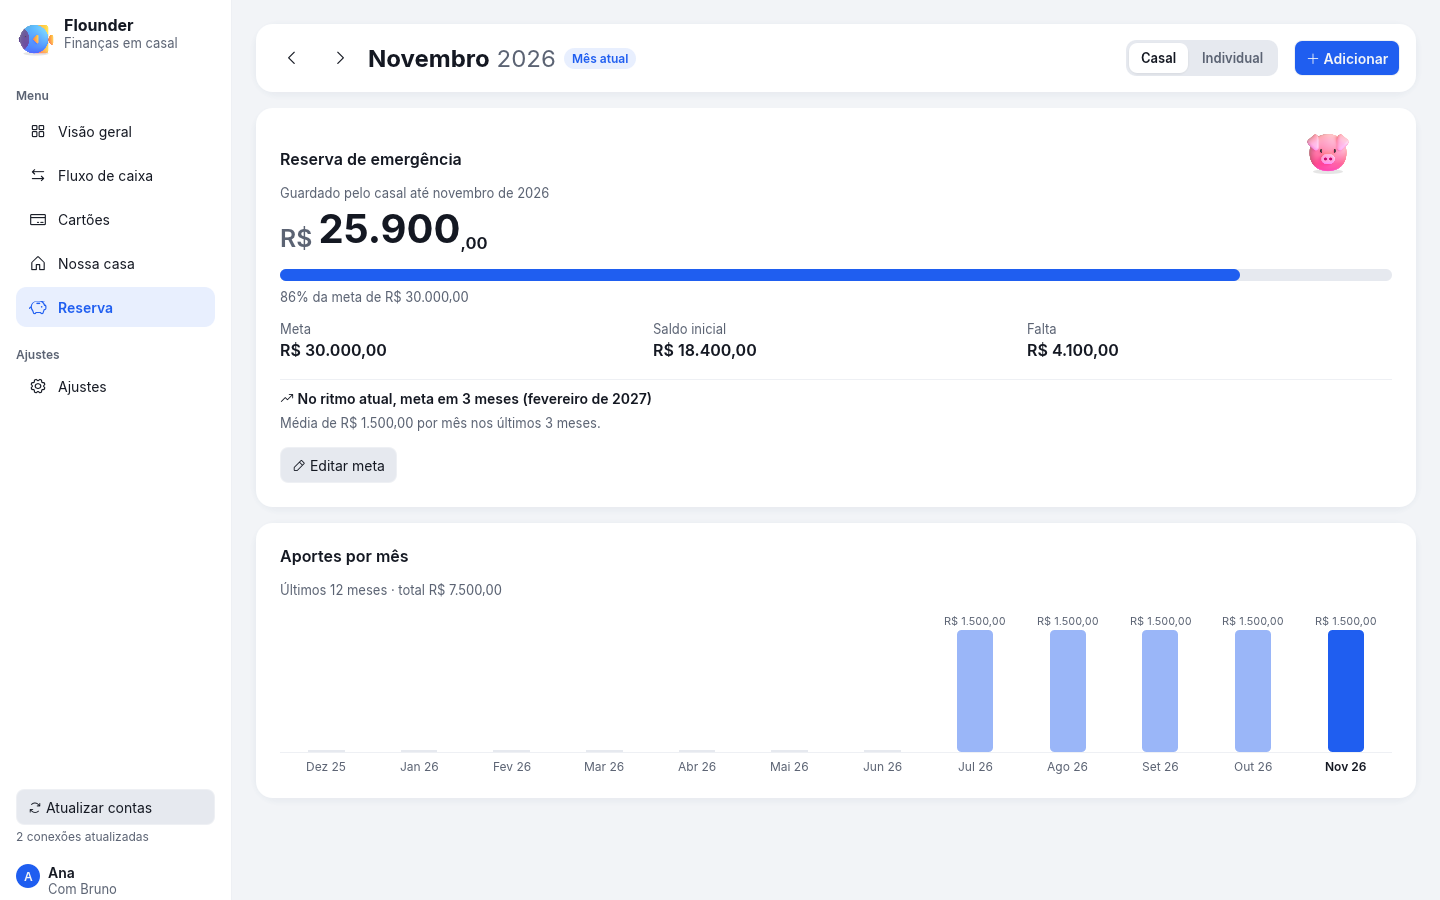 Flounder
Finanças em casal
Menu
Visão geral
Fluxo de caixa
Cartões
Nossa casa
Reserva
Ajustes
Ajustes
Atualizar contas
2 conexões atualizadas
A
Ana
Com Bruno
Novembro 2026 Mês atual
Casal Individual
Adicionar
Reserva de emergência
Guardado pelo casal até novembro de 2026
R$ 25.900,00
86% da meta de R$ 30.000,00
Meta Saldo inicial Falta
R$ 30.000,00 R$ 18.400,00 R$ 4.100,00
No ritmo atual, meta em 3 meses (fevereiro de 2027)
Média de R$ 1.500,00 por mês nos últimos 3 meses.
Editar meta
Aportes por mês
Últimos 12 meses · total R$ 7.500,00
R$ 1.500,00 R$ 1.500,00 R$ 1.500,00 R$ 1.500,00 R$ 1.500,00
Dez 25 Jan 26 Fev 26 Mar 26 Abr 26 Mai 26 Jun 26 Jul 26 Ago 26 Set 26 Out 26 Nov 26